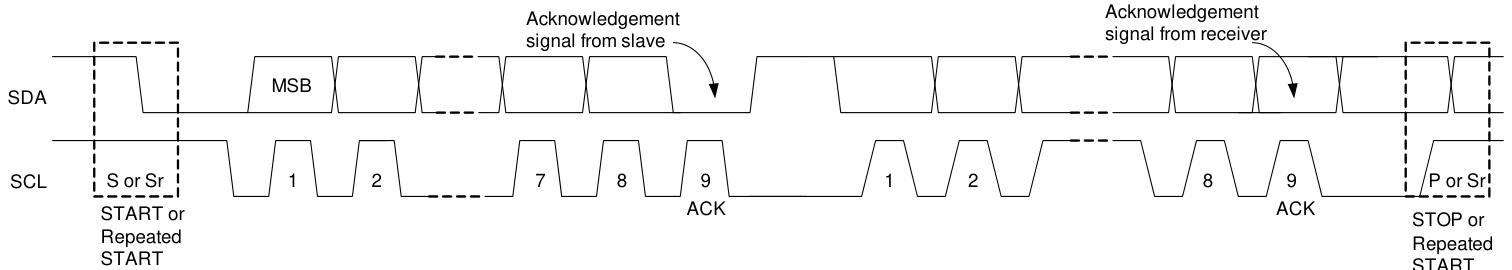 Acknowledgement
signal from slave
Acknowledgement
signal from receiver
SDA
MSB
SCL
S or Sr
1
2
7
8
9
1
2
8
9
P or Sr
ACK
ACK
START or
Repeated
START
STOP or
Repeated
START